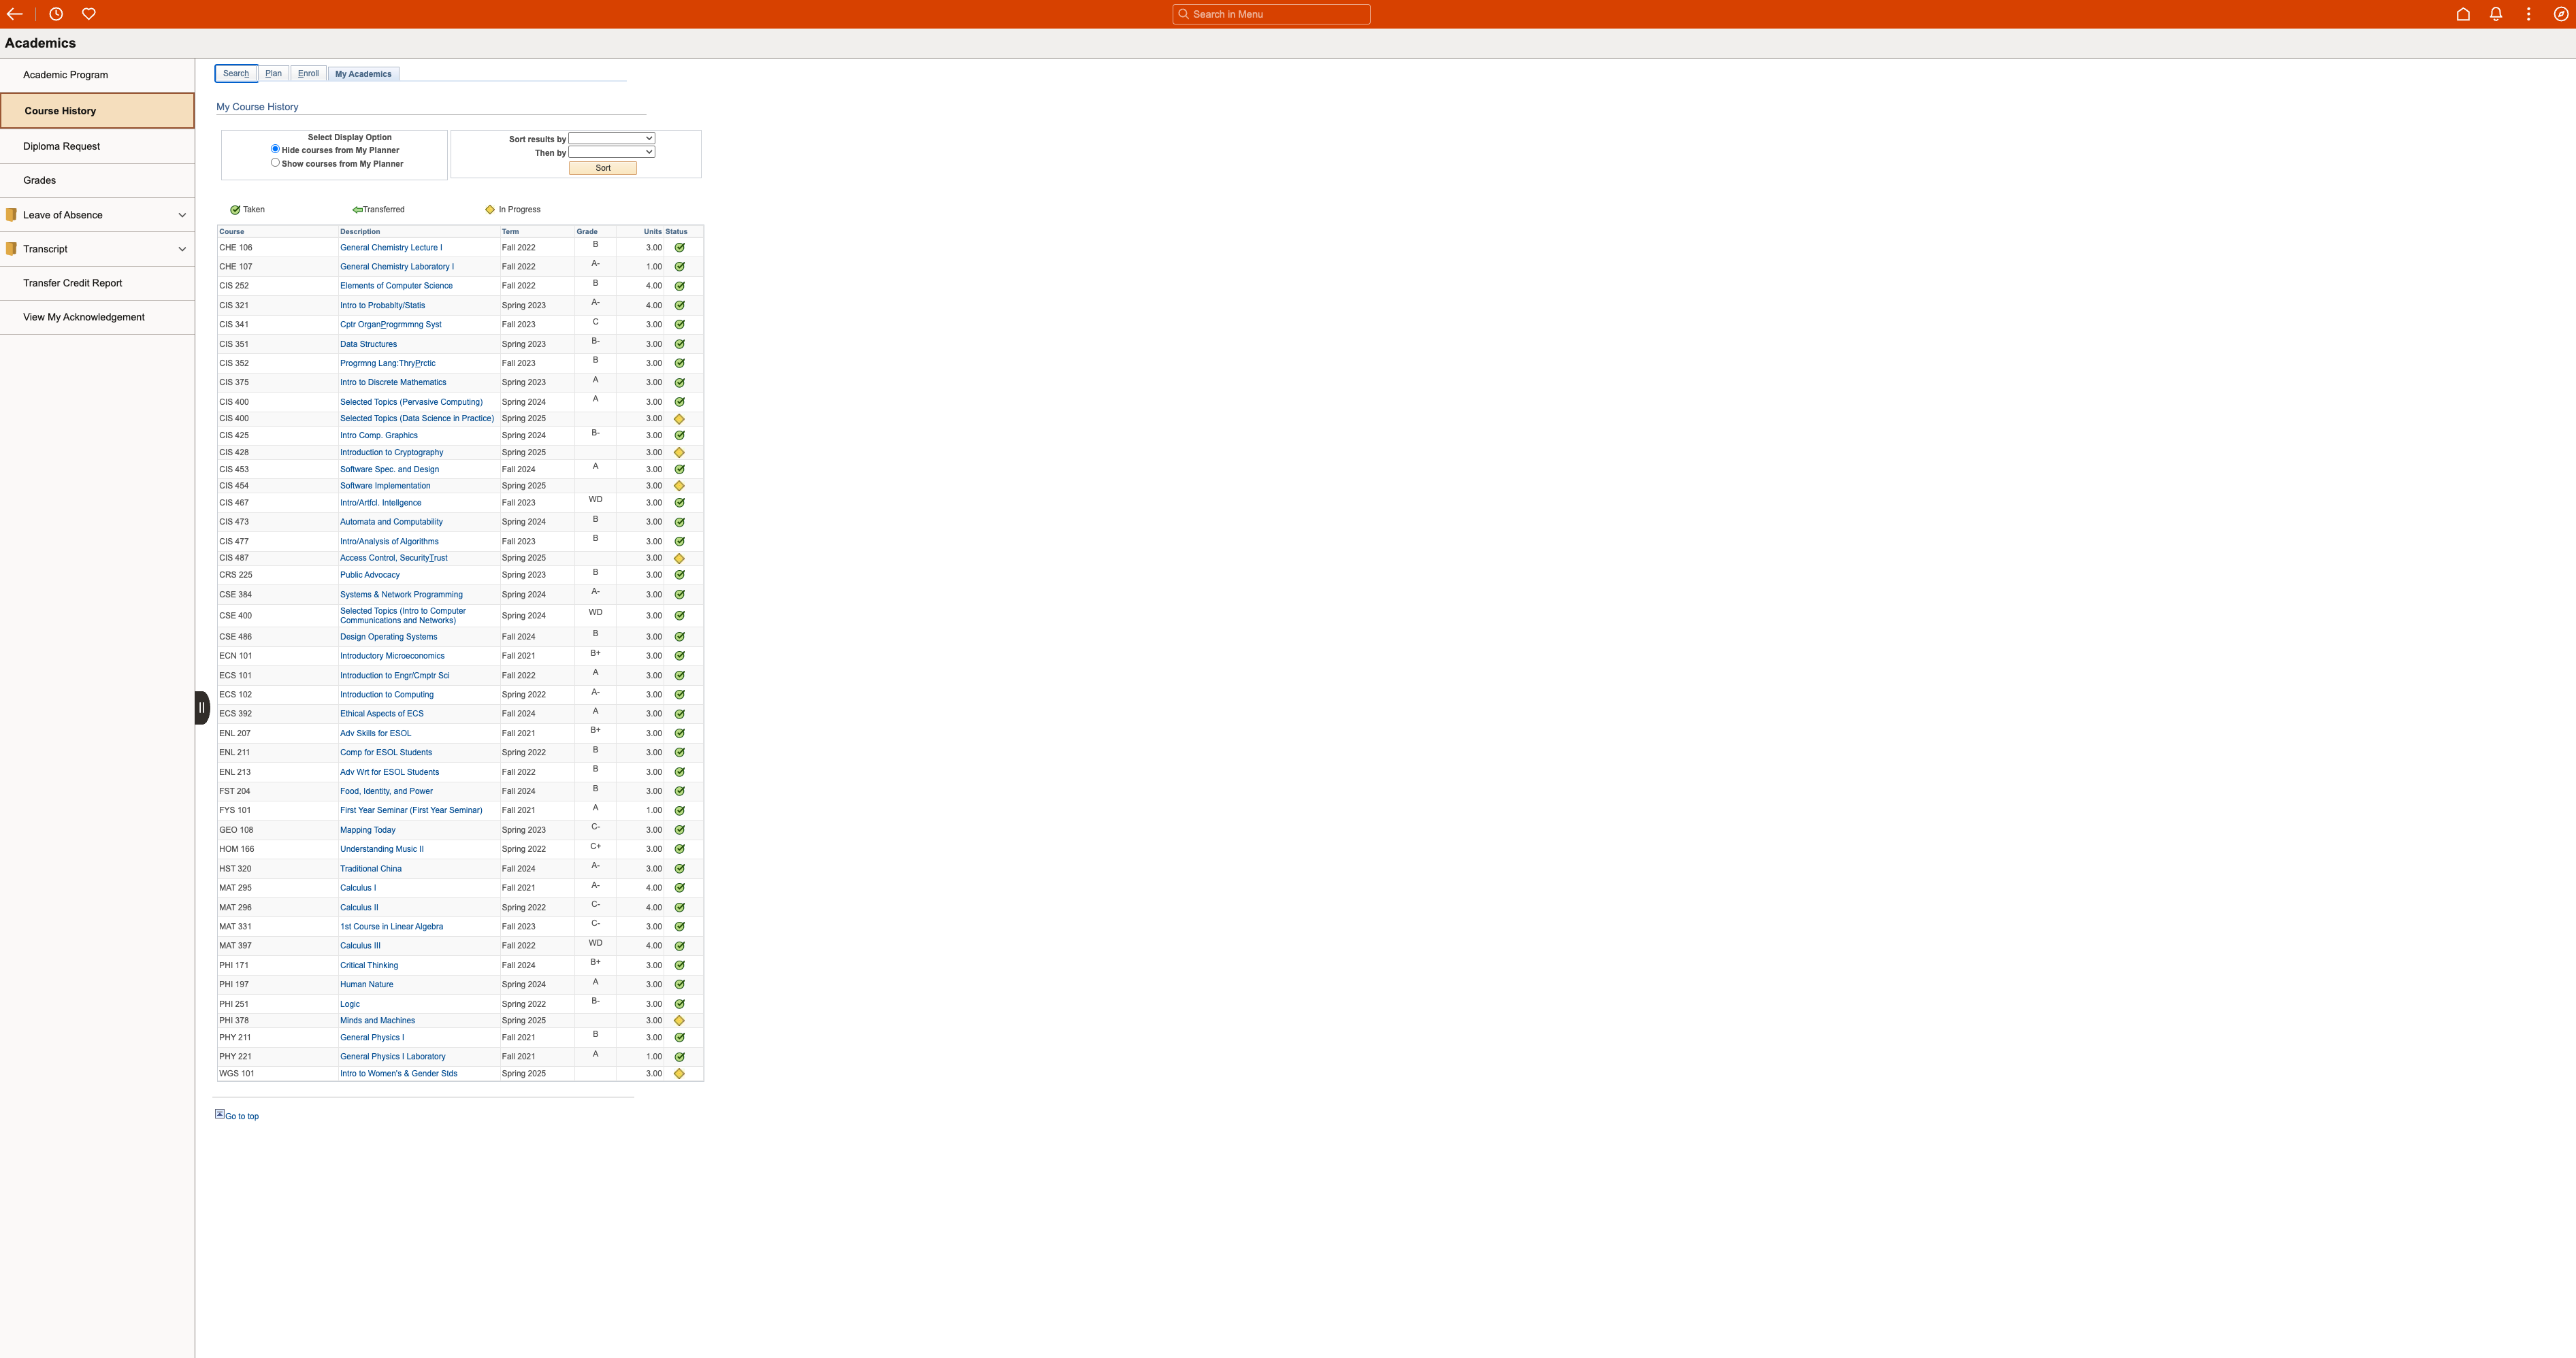 Search in Menu
Academics
Academic Program
Course History
Diploma Request
Grades
Leave of Absence
Transcript
Transfer Credit Report
View My Acknowledgement
Search Plan Enroll My Academics
My Course History
Select Display Option
Hide courses from My Planner
Show courses from My Planner
Sort results by
Then by
Sort
Taken Transferred In Progress
Course Description Term Grade Units Status
CHE 106 General Chemistry Lecture I Fall 2022 B 3.00
CHE 107 General Chemistry Laboratory I Fall 2022 A- 1.00
CIS 252 Elements of Computer Science Fall 2022 B 4.00
CIS 321 Intro to Probablty/Statis Spring 2023 A- 4.00
CIS 341 Cptr OrganProgrmmng Syst Fall 2023 C 3.00
CIS 351 Data Structures Spring 2023 B- 3.00
CIS 352 Progrmng Lang:ThryPrctic Fall 2023 B 3.00
CIS 375 Intro to Discrete Mathematics Spring 2023 A 3.00
CIS 400 Selected Topics (Pervasive Computing) Spring 2024 A 3.00
CIS 400 Selected Topics (Data Science in Practice) Spring 2025 3.00
CIS 425 Intro Comp. Graphics Spring 2024 B- 3.00
CIS 428 Introduction to Cryptography Spring 2025 3.00
CIS 453 Software Spec. and Design Fall 2024 A 3.00
CIS 454 Software Implementation Spring 2025 3.00
CIS 467 Intro/Artfcl. Intellgence Fall 2023 WD 3.00
CIS 473 Automata and Computability Spring 2024 B 3.00
CIS 477 Intro/Analysis of Algorithms Fall 2023 B 3.00
CIS 487 Access Control, SecurityTrust Spring 2025 3.00
CRS 225 Public Advocacy Spring 2023 B 3.00
CSE 384 Systems & Network Programming Spring 2024 A- 3.00
CSE 400 Selected Topics (Intro to Computer Communications and Networks) Spring 2024 WD 3.00
CSE 486 Design Operating Systems Fall 2024 B 3.00
ECN 101 Introductory Microeconomics Fall 2021 B+ 3.00
ECS 101 Introduction to Engr/Cmptr Sci Fall 2022 A 3.00
ECS 102 Introduction to Computing Spring 2022 A- 3.00
ECS 392 Ethical Aspects of ECS Fall 2024 A 3.00
ENL 207 Adv Skills for ESOL Fall 2021 B+ 3.00
ENL 211 Comp for ESOL Students Spring 2022 B 3.00
ENL 213 Adv Wrt for ESOL Students Fall 2022 B 3.00
FST 204 Food, Identity, and Power Fall 2024 B 3.00
FYS 101 First Year Seminar (First Year Seminar) Fall 2021 A 1.00
GEO 108 Mapping Today Spring 2023 C- 3.00
HOM 166 Understanding Music II Spring 2022 C+ 3.00
HST 320 Traditional China Fall 2024 A- 3.00
MAT 295 Calculus I Fall 2021 A- 4.00
MAT 296 Calculus II Spring 2022 C- 4.00
MAT 331 1st Course in Linear Algebra Fall 2023 C- 3.00
MAT 397 Calculus III Fall 2022 WD 4.00
PHI 171 Critical Thinking Fall 2024 B+ 3.00
PHI 197 Human Nature Spring 2024 A 3.00
PHI 251 Logic Spring 2022 B- 3.00
PHI 378 Minds and Machines Spring 2025 3.00
PHY 211 General Physics I Fall 2021 B 3.00
PHY 221 General Physics I Laboratory Fall 2021 A 1.00
WGS 101 Intro to Women's & Gender Stds Spring 2025 3.00
Go to top